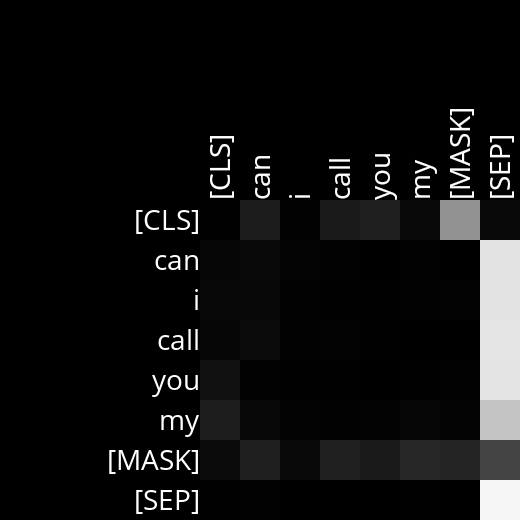 [CLS] can i call you my [MASK] [SEP]
[CLS]
can
i
call
you
my
[MASK]
[SEP]